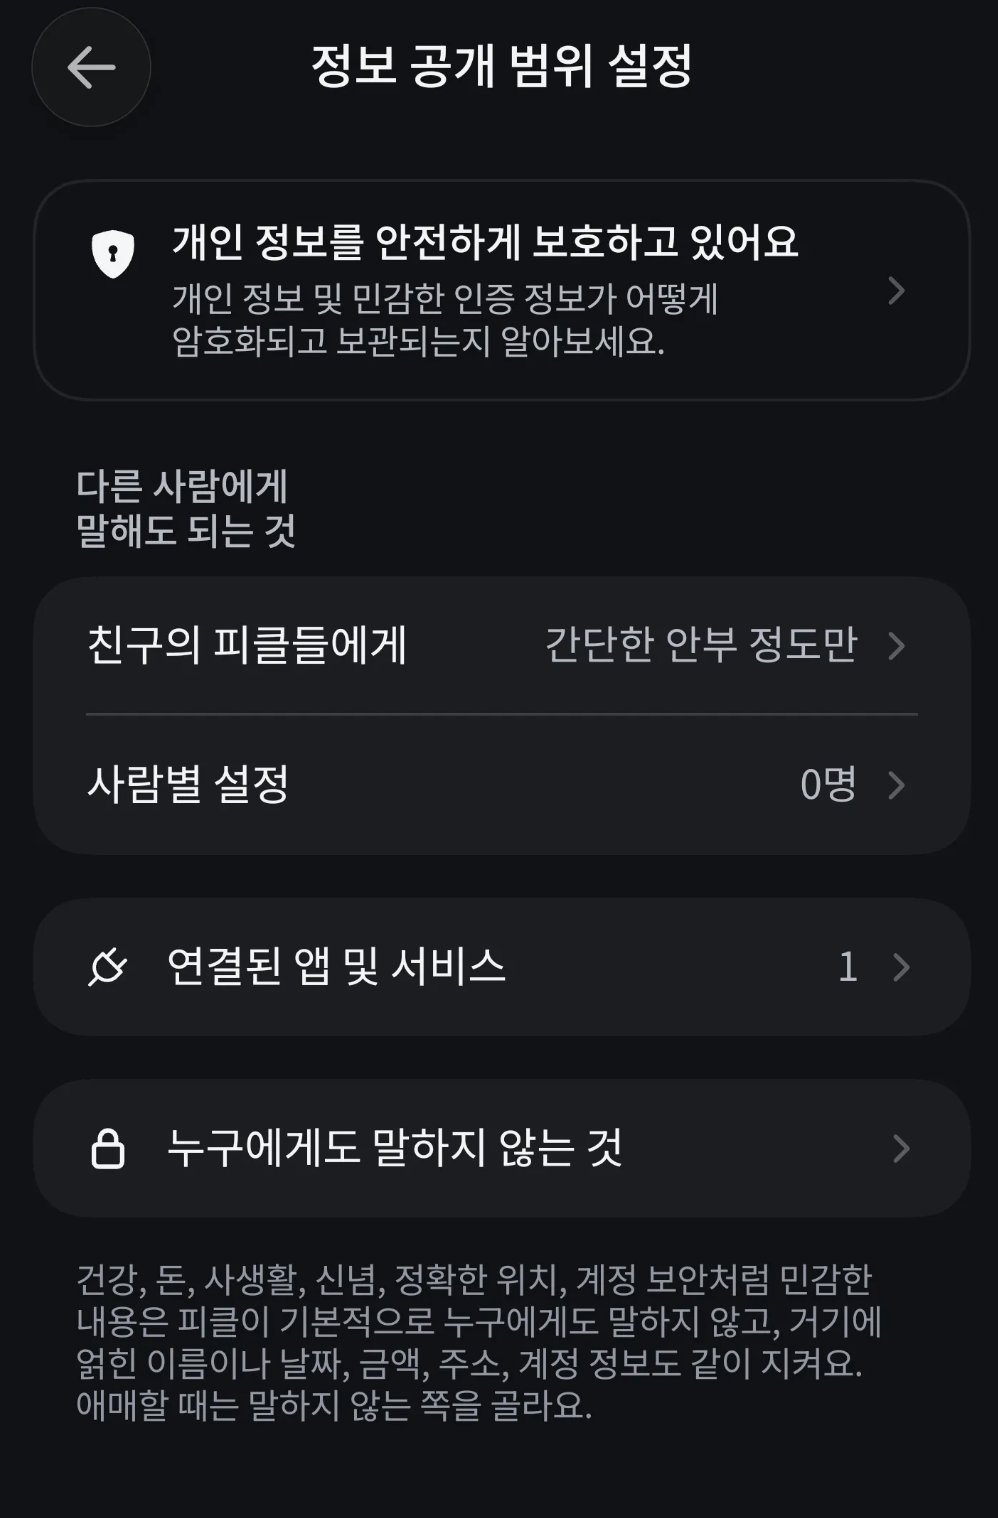 정보 공개 범위 설정
개인 정보를 안전하게 보호하고 있어요
개인 정보 및 민감한 인증 정보가 어떻게
암호화되고 보관되는지 알아보세요.
다른 사람에게
말해도 되는 것
친구의 피클들에게 간단한 안부 정도만
사람별 설정 0명
연결된 앱 및 서비스 1
누구에게도 말하지 않는 것
건강, 돈, 사생활, 신념, 정확한 위치, 계정 보안처럼 민감한
내용은 피클이 기본적으로 누구에게도 말하지 않고, 거기에
얽힌 이름이나 날짜, 금액, 주소, 계정 정보도 같이 지켜요.
애매할 때는 말하지 않는 쪽을 골라요.